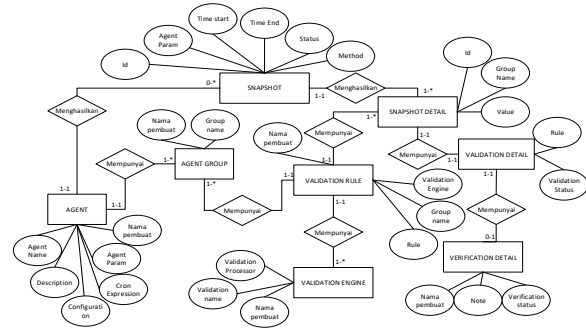 Time start
Time End
Agent
Param
Status
Id
Method
SNAPSHOT
0-*
1-1
Menghasilkan
1-*
SNAPSHOT DETAIL
Id
Group
Name
Value
Menghasilkan
Nama
pembuat
Group
name
1-*
1-1
Mempunyai
Nama
pembuat
Mempunyai
1-1
VALIDATION DETAIL
Rule
Validation
Status
Mempunyai
1-*
AGENT GROUP
1-*
1-1
VALIDATION RULE
1-1
1-1
Validation
Engine
Group
name
Rule
1-1
Mempunyai
0-1
VERIFICATION DETAIL
1-1
AGENT
1-1
Mempunyai
1-1
Mempunyai
1-*
VALIDATION ENGINE
Nama
pembuat
Agent
Name
Agent
Param
Description
Cron
Expression
Configurati
on
Validation
Processor
Validation
name
Nama
pembuat
Nama
pembuat
Note
Verification
status